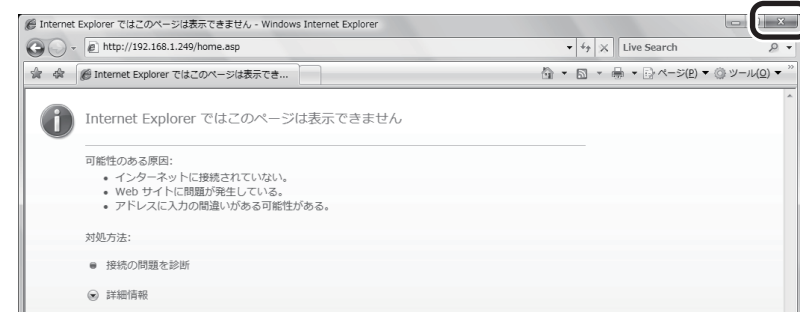 Internet Explorer ではこのページは表示できません - Windows Internet Explorer
http://192.168.1.249/home.asp
Live Search
Internet Explorer ではこのページは表示でき...
ページ(P)
ツール(O)
Internet Explorer ではこのページは表示できません
可能性のある原因:
• インターネットに接続されていない。
• Web サイトに問題が発生している。
• アドレスに入力の間違いがある可能性がある。
対処方法:
接続の問題を診断
詳細情報